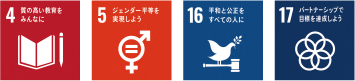 4 質の高い教育を
みんなに
5 ジェンダー平等を
実現しよう
16 平和と公正を
すべての人に
17 パートナーシップで
目標を達成しよう